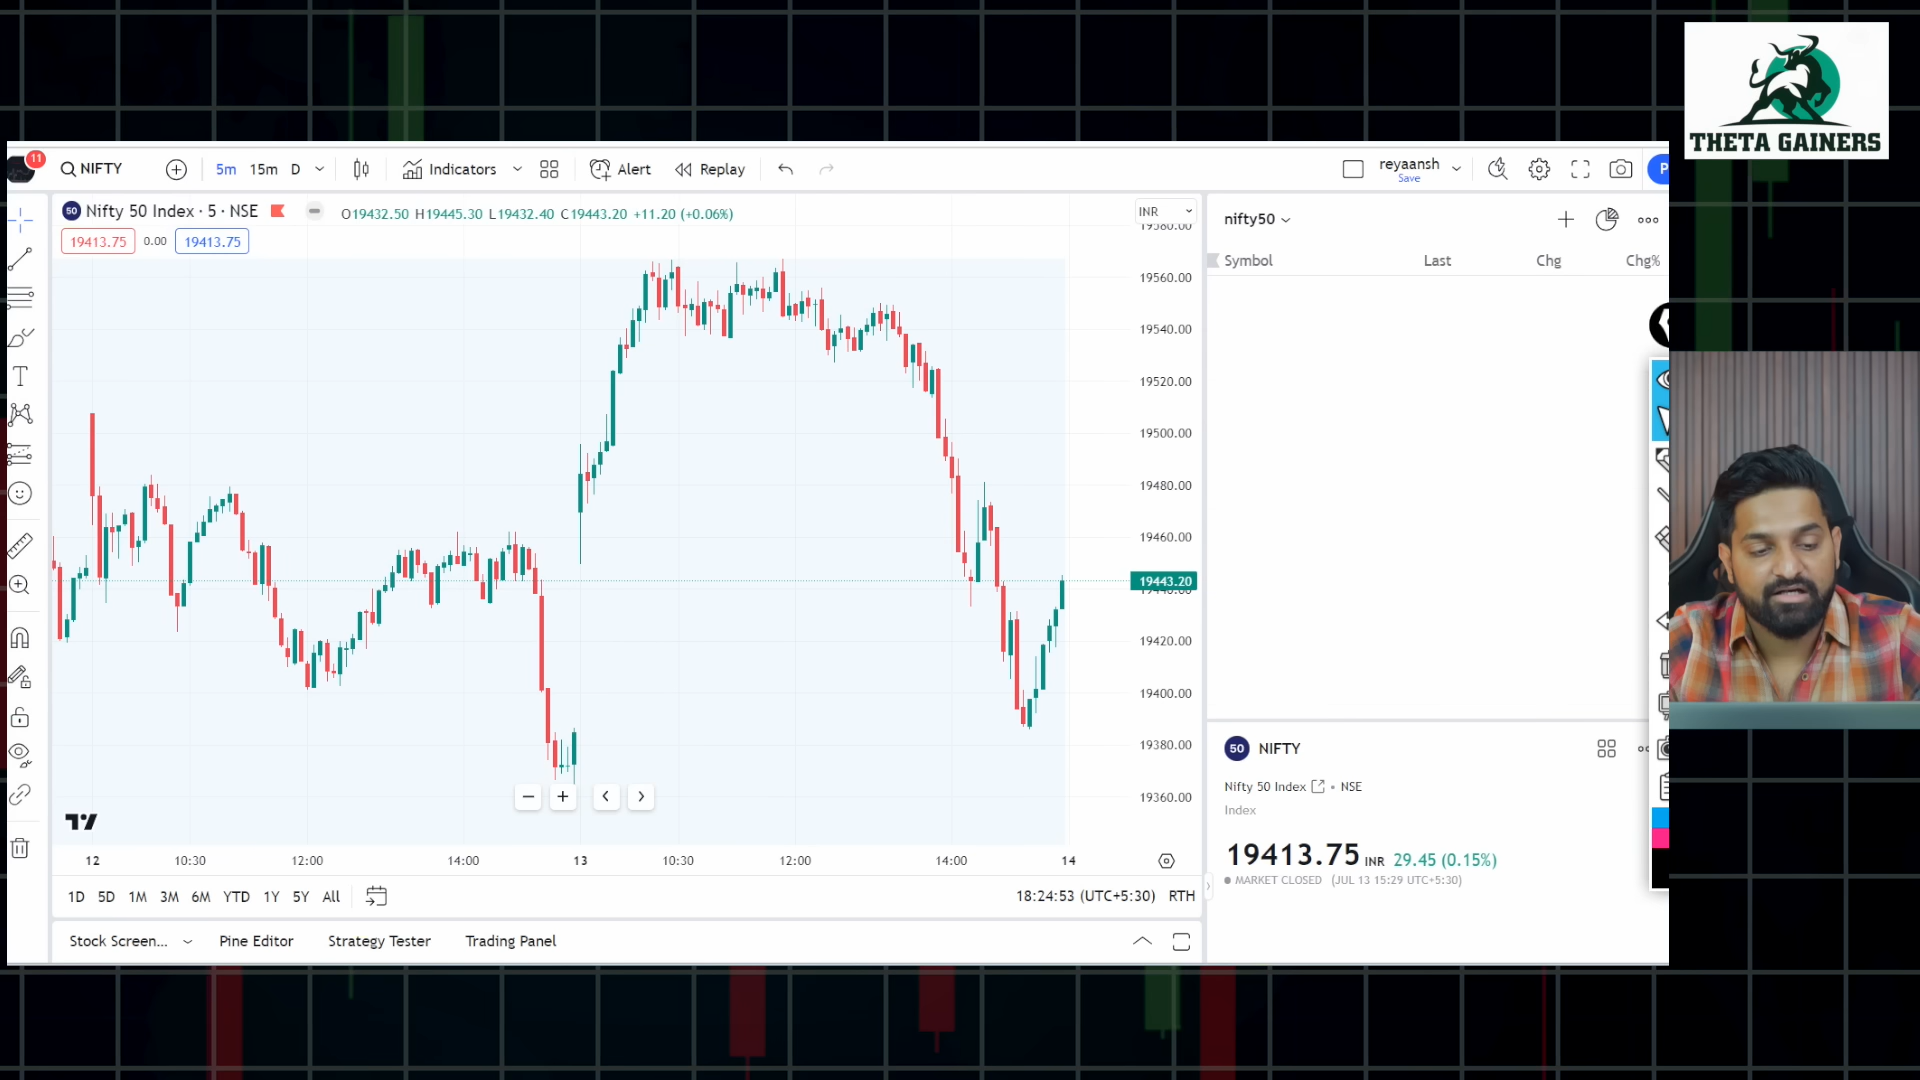 THETA GAINERS
11
NIFTY
5m 15m D
Indicators
Alert
Replay
reyaansh
Save
P
50 Nifty 50 Index · 5 · NSE
O19432.50 H19445.30 L19432.40 C19443.20 +11.20 (+0.06%)
19413.75 0.00 19413.75
INR
19580.00
19560.00
19540.00
19520.00
19500.00
19480.00
19460.00
19443.20
19440.00
19420.00
19400.00
19380.00
19360.00
12 10:30 12:00 14:00 13 10:30 12:00 14:00 14
1D 5D 1M 3M 6M YTD 1Y 5Y All
18:24:53 (UTC+5:30) RTH
Stock Screen... Pine Editor Strategy Tester Trading Panel
nifty50
Symbol Last Chg Chg%
50 NIFTY
Nifty 50 Index • NSE
Index
19413.75 INR 29.45 (0.15%)
MARKET CLOSED (JUL 13 15:29 UTC+5:30)